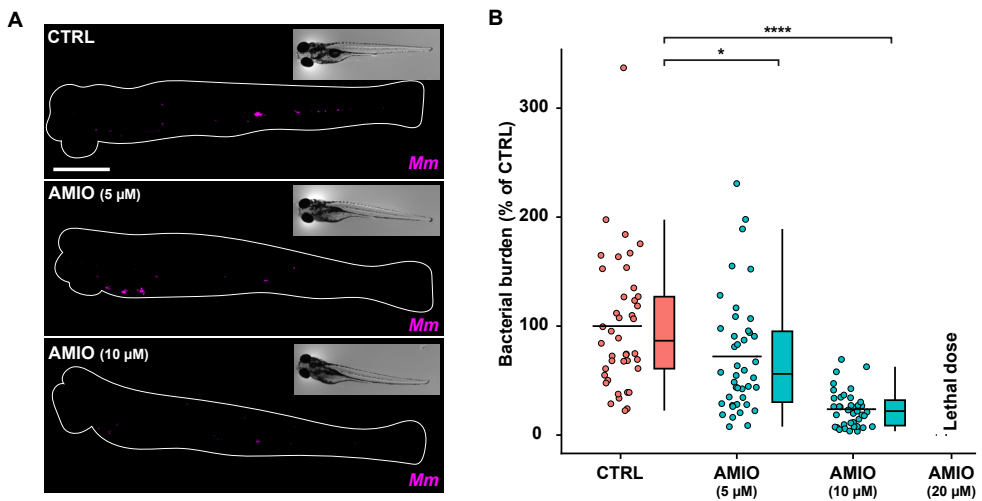 A
CTRL
Mm
AMIO (5 µM)
Mm
AMIO (10 µM)
Mm
B
****
*
Bacterial burden (% of CTRL)
300
200
100
0
Lethal dose
CTRL
AMIO
(5 µM)
AMIO
(10 µM)
AMIO
(20 µM)